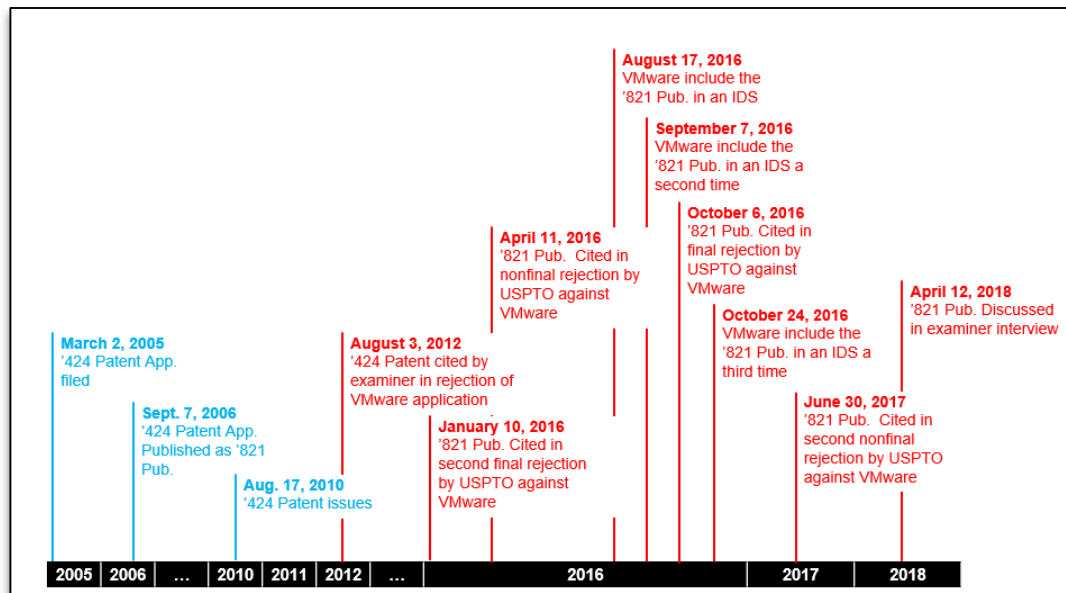 March 2, 2005
'424 Patent App.
filed
Sept. 7, 2006
'424 Patent App.
Published as '821
Pub.
Aug. 17, 2010
'424 Patent issues
August 3, 2012
'424 Patent cited by
examiner in rejection of
VMware application
January 10, 2016
'821 Pub. Cited in
second final rejection
by USPTO against
VMware
April 11, 2016
'821 Pub.  Cited in
nonfinal rejection by
USPTO against
VMware
August 17, 2016
VMware include the
'821 Pub. in an IDS
September 7, 2016
VMware include the
'821 Pub. in an IDS a
second time
October 6, 2016
'821 Pub. Cited in
final rejection by
USPTO against
VMware
October 24, 2016
VMware include the
'821 Pub. in an IDS a
third time
June 30, 2017
'821 Pub.  Cited in
second nonfinal
rejection by USPTO
against VMware
April 12, 2018
'821 Pub. Discussed
in examiner interview
2005 2006 ... 2010 2011 2012 ... 2016 2017 2018